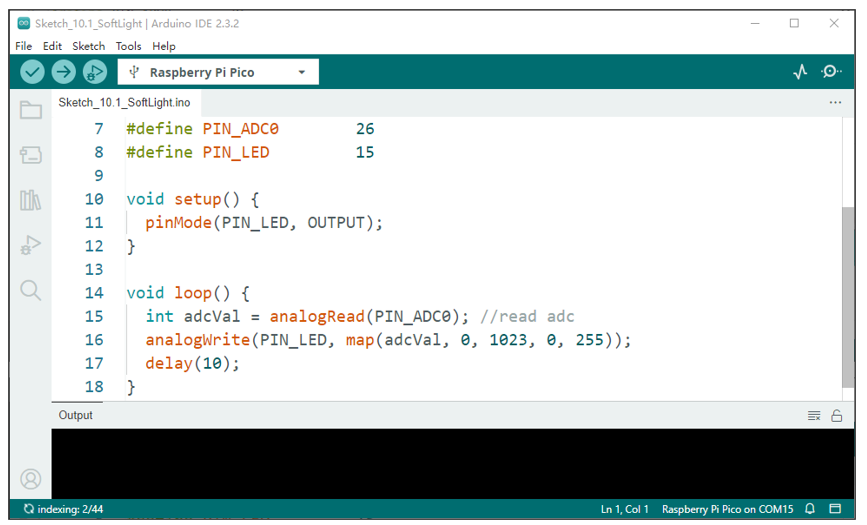 Sketch_10.1_SoftLight | Arduino IDE 2.3.2
File Edit Sketch Tools Help
Raspberry Pi Pico
Sketch_10.1_SoftLight.ino
7 #define PIN_ADC0 26
8 #define PIN_LED 15
9
10 void setup() {
11 pinMode(PIN_LED, OUTPUT);
12 }
13
14 void loop() {
15 int adcVal = analogRead(PIN_ADC0); //read adc
16 analogWrite(PIN_LED, map(adcVal, 0, 1023, 0, 255));
17 delay(10);
18 }
Output
indexing: 2/44 Ln 1, Col 1 Raspberry Pi Pico on COM15